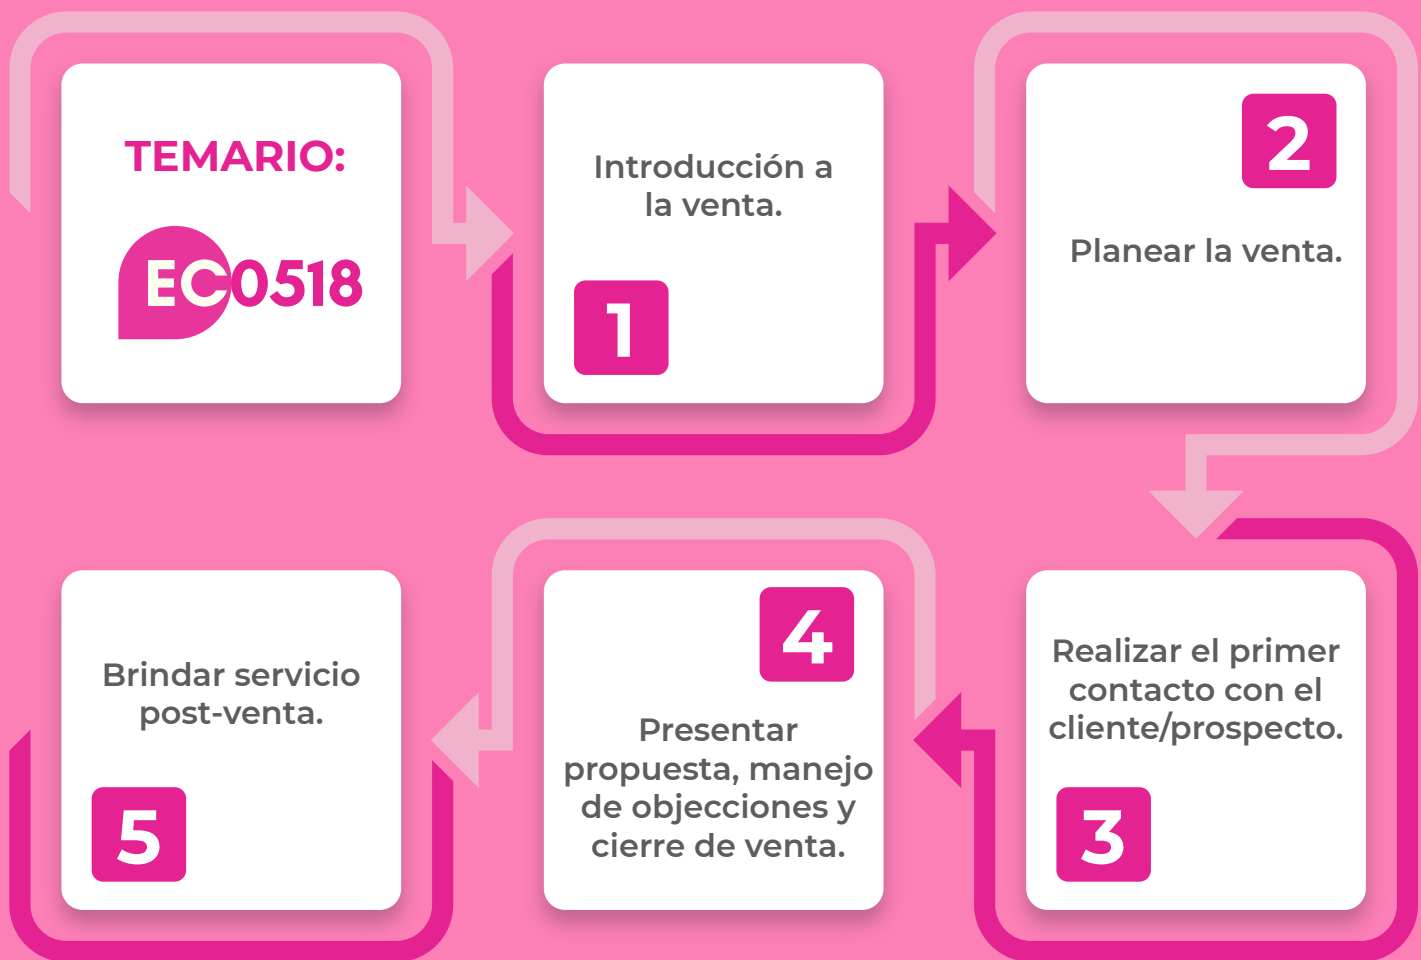 TEMARIO:
EC0518
Introducción a
la venta.
1
2
Planear la venta.
Realizar el primer
contacto con el
cliente/prospecto.
3
4
Presentar
propuesta, manejo
de objecciones y
cierre de venta.
Brindar servicio
post-venta.
5